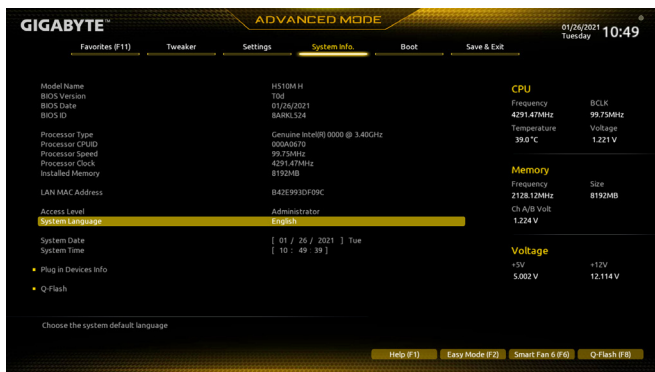 GIGABYTE™
ADVANCED MODE
01/26/2021
Tuesday
10:49
Favorites (F11) Tweaker Settings System Info. Boot Save & Exit
Model Name H510M H
BIOS Version T0d
BIOS Date 01/26/2021
BIOS ID 8ARKL524
Processor Type Genuine Intel(R) 0000 @ 3.40GHz
Processor CPUID 000A0670
Processor Speed 99.75MHz
Processor Clock 4291.47MHz
Installed Memory 8192MB
LAN MAC Address B42E993DF09C
Access Level Administrator
System Language English
System Date [ 01 / 26 / 2021 ] Tue
System Time [ 10 : 49 : 39 ]
Plug in Devices Info
Q-Flash
Choose the system default language
CPU
Frequency BCLK
4291.47MHz 99.75MHz
Temperature Voltage
39.0 °C 1.221 V
Memory
Frequency Size
2128.12MHz 8192MB
Ch A/B Volt
1.224 V
Voltage
+5V +12V
5.002 V 12.114 V
Help (F1) Easy Mode (F2) Smart Fan 6 (F6) Q-Flash (F8)